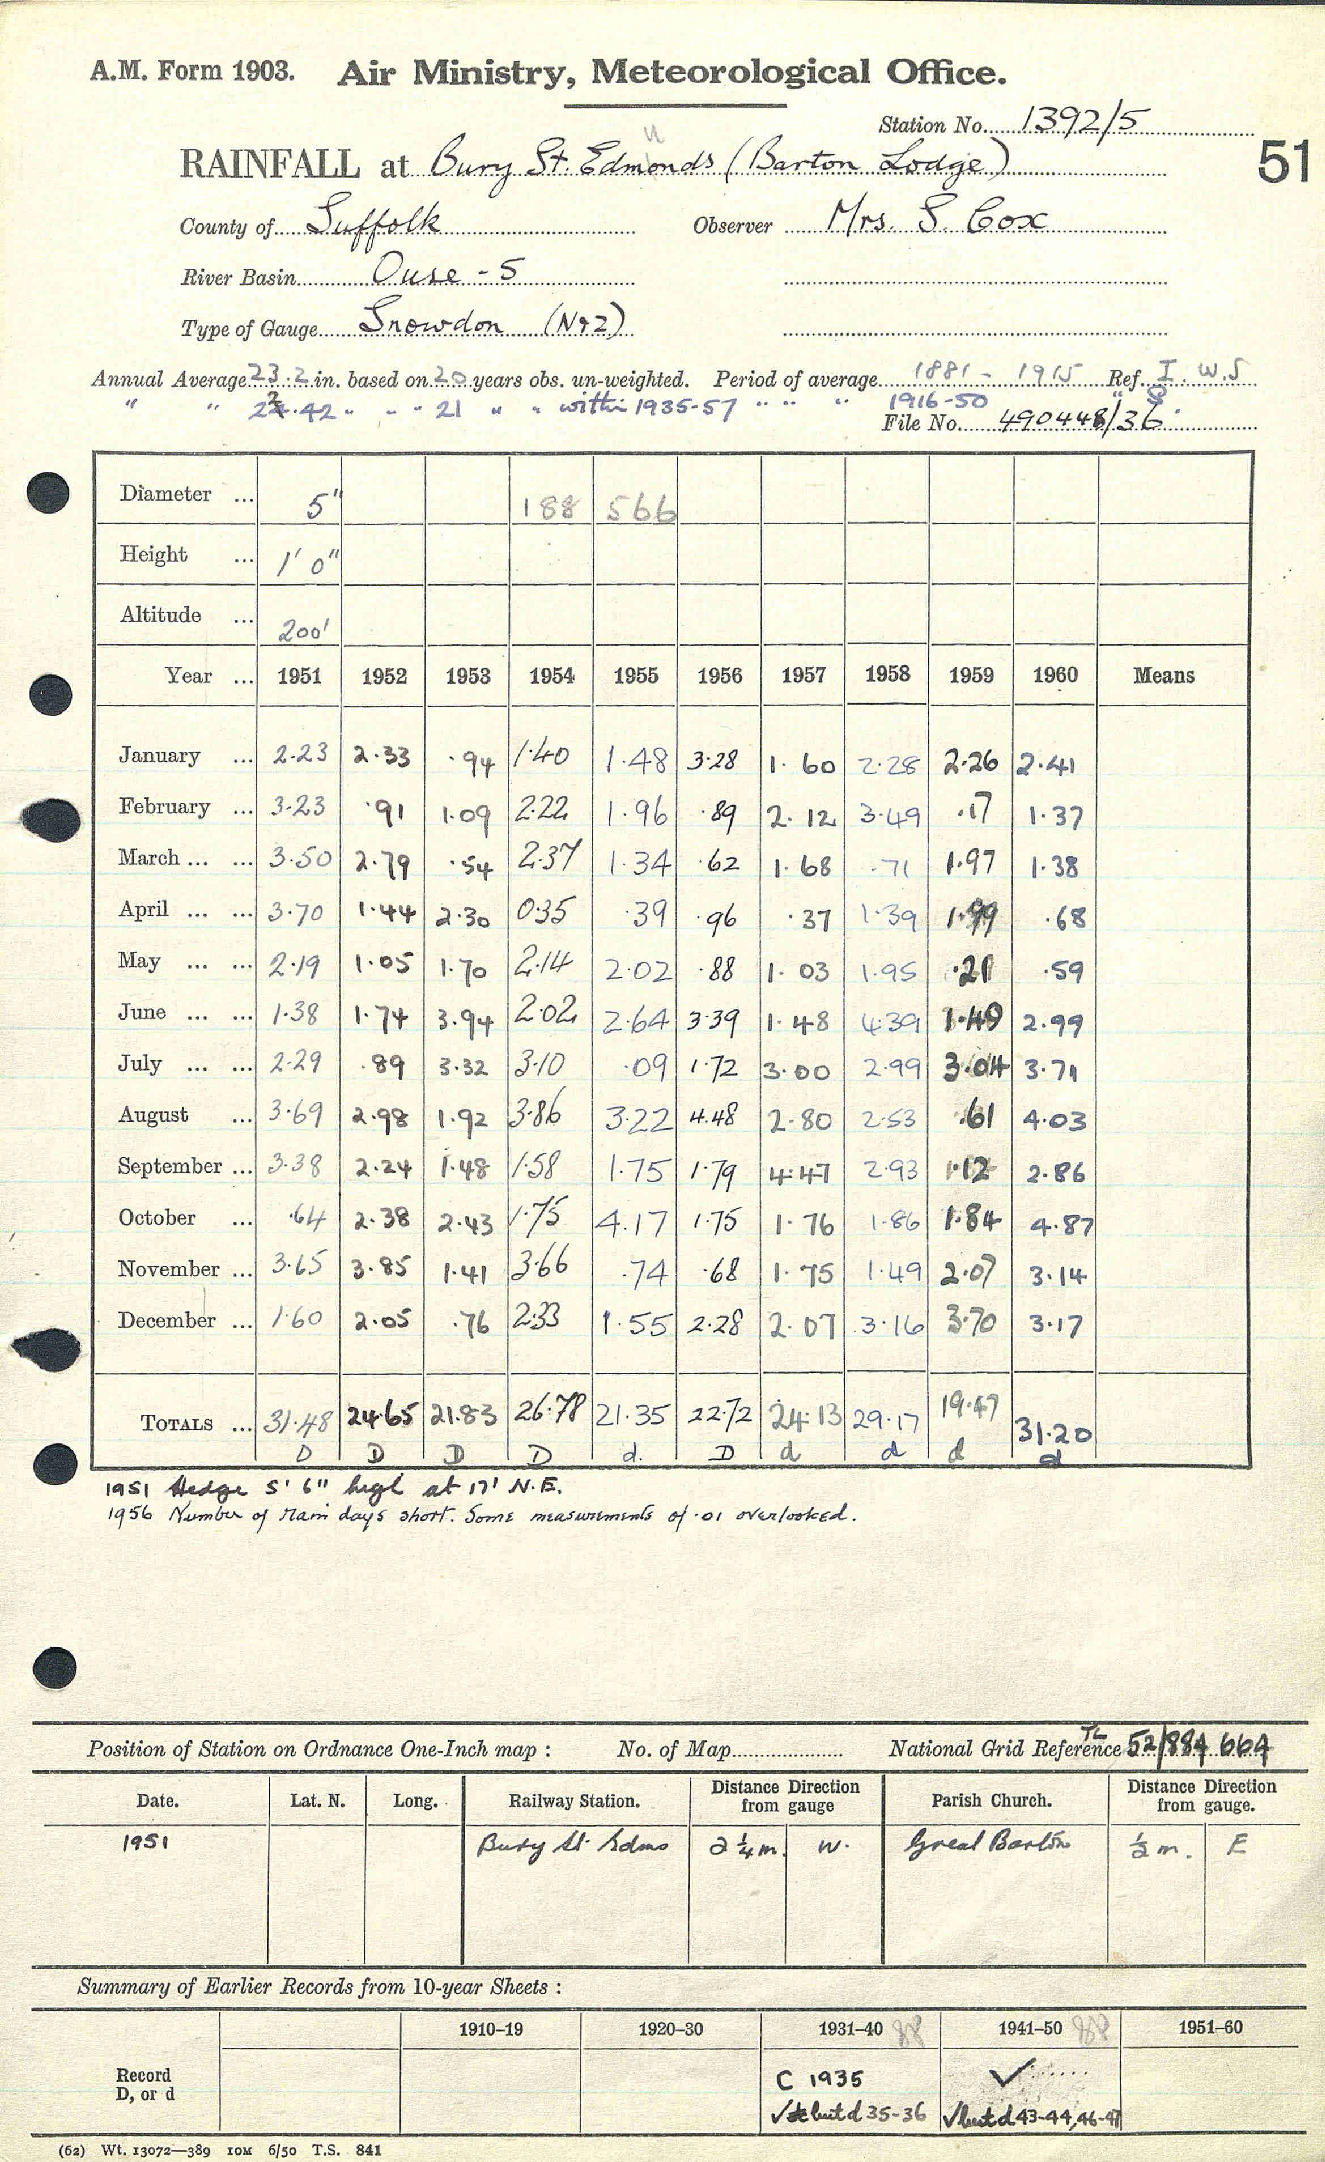 A.M. Form 1903. Air Ministry, Meteorological Office.
Station No. 1392/5
51
RAINFALL at Bury St. Edmonds (Barton Lodge)
u
County of Suffolk Observer Mrs. S. Cox
River Basin Ouse - 5
Type of Gauge Snowdon (No2)
Annual Average 23.2 in. based on 20 years obs. un-weighted. Period of average 1881 - 1915 Ref. I. W.S
" " 22.42 " " " 21 " " within 1935-57 " " " 1916-50 "
File No. 490448/36
Diameter ... 5" 188 566
Height ... 1' 0"
Altitude ... 200'
Year ... 1951 1952 1953 1954 1955 1956 1957 1958 1959 1960 Means
January ... 2.23 2.33 .94 1.40 1.48 3.28 1.60 2.28 2.26 2.41
February ... 3.23 .91 1.09 2.22 1.96 .89 2.12 3.49 .17 1.37
March ... ... 3.50 2.79 .54 2.37 1.34 .62 1.68 .71 1.97 1.38
April ... ... 3.70 1.44 2.30 0.35 .39 .96 .37 1.39 1.99 .68
May ... ... 2.19 1.05 1.70 2.14 2.02 .88 1.03 1.95 .21 .59
June ... ... 1.38 1.74 3.94 2.02 2.64 3.39 1.48 4.39 1.49 2.99
July ... ... 2.29 .89 3.32 3.10 .09 1.72 3.00 2.99 3.04 3.71
August ... 3.69 2.98 1.92 3.86 3.22 4.48 2.80 2.53 .61 4.03
September ... 3.38 2.24 1.48 1.58 1.75 1.79 4.47 2.93 1.12 2.86
October ... .64 2.38 2.43 1.75 4.17 1.75 1.76 1.86 1.84 4.87
November ... 3.65 3.85 1.41 3.66 .74 .68 1.75 1.49 2.07 3.14
December ... 1.60 2.05 .76 2.33 1.55 2.28 2.07 3.16 3.70 3.17
TOTALS ... 31.48 24.65 21.83 26.78 21.35 22.72 24.13 29.17 19.47 31.20
D D D D d. D d d d d
1951 Hedge 5' 6" high at 17' N.E.
1956 Number of rain days short. Some measurements of .01 overlooked.
Position of Station on Ordnance One-Inch map : No. of Map National Grid Reference TL 52/884 664
Date. Lat. N. Long. Railway Station. Distance from gauge Direction Parish Church. Distance from gauge. Direction
1951 Bury St Edms 2 1/4 m. W. Great Barton 1/2 m. E
Summary of Earlier Records from 10-year Sheets :
1910-19 1920-30 1931-40 1941-50 1951-60
Record C 1935 ✓
D, or d but d 35-36 ✓ but d 43-44, 46-47
(62) Wt. 13072—389 10M 6/50 T.S. 841